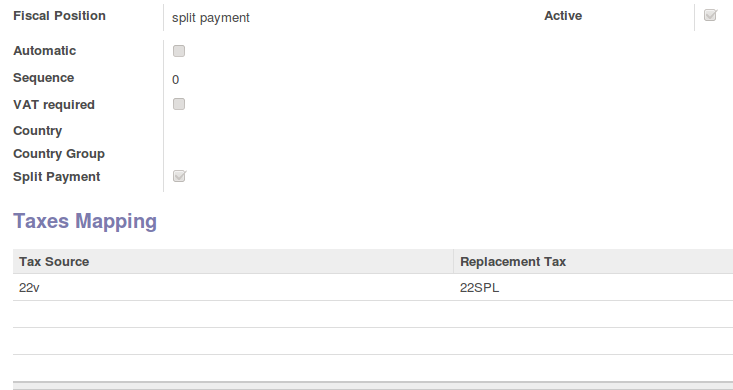 Fiscal Position split payment Active
Automatic
Sequence 0
VAT required
Country
Country Group
Split Payment
Taxes Mapping
Tax Source Replacement Tax
22v 22SPL